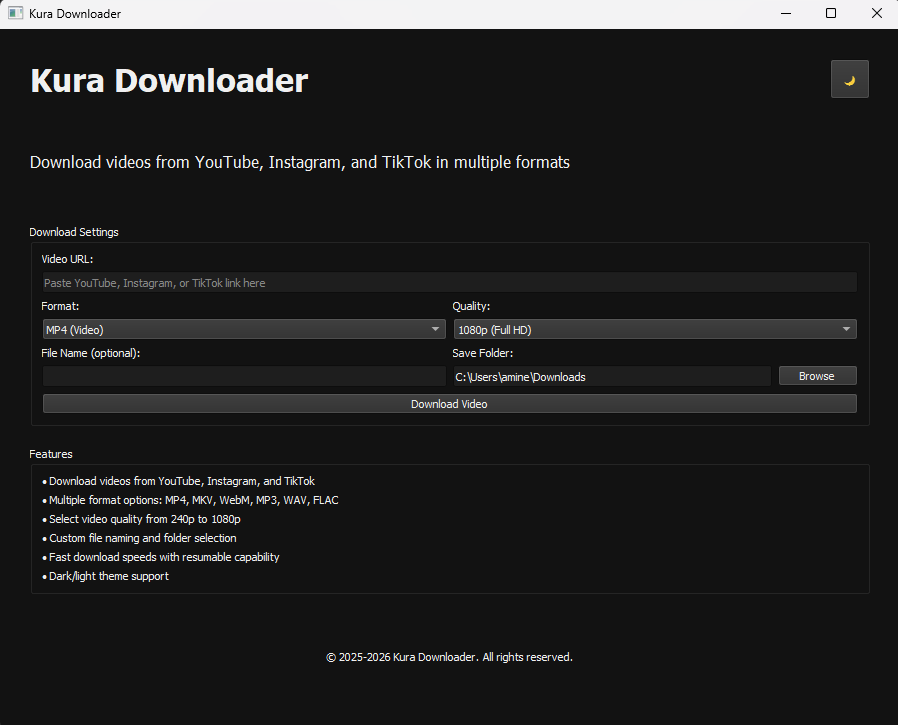 Kura Downloader
Kura Downloader
Download videos from YouTube, Instagram, and TikTok in multiple formats
Download Settings
Video URL:
Paste YouTube, Instagram, or TikTok link here
Format:
Quality:
MP4 (Video)
1080p (Full HD)
File Name (optional):
Save Folder:
C:\Users\amine\Downloads
Browse
Download Video
Features
• Download videos from YouTube, Instagram, and TikTok
• Multiple format options: MP4, MKV, WebM, MP3, WAV, FLAC
• Select video quality from 240p to 1080p
• Custom file naming and folder selection
• Fast download speeds with resumable capability
• Dark/light theme support
© 2025-2026 Kura Downloader. All rights reserved.